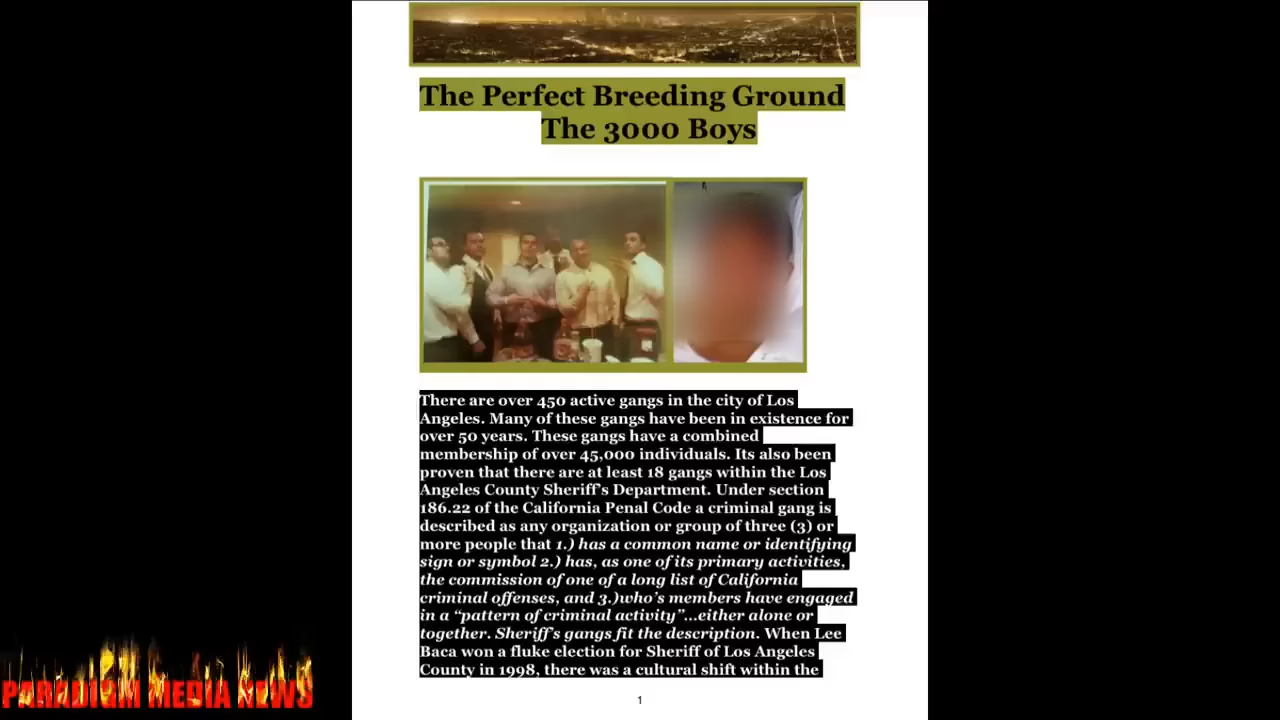 The Perfect Breeding Ground
The 3000 Boys
There are over 450 active gangs in the city of Los
Angeles. Many of these gangs have been in existence for
over 50 years. These gangs have a combined
membership of over 45,000 individuals. Its also been
proven that there are at least 18 gangs within the Los
Angeles County Sheriff's Department. Under section
186.22 of the California Penal Code a criminal gang is
described as any organization or group of three (3) or
more people that 1.) has a common name or identifying
sign or symbol 2.) has, as one of its primary activities,
the commission of one of a long list of California
criminal offenses, and 3.)who's members have engaged
in a “pattern of criminal activity”...either alone or
together. Sheriff's gangs fit the description. When Lee
Baca won a fluke election for Sheriff of Los Angeles
County in 1998, there was a cultural shift within the
1
PARADIGM MEDIA NEWS